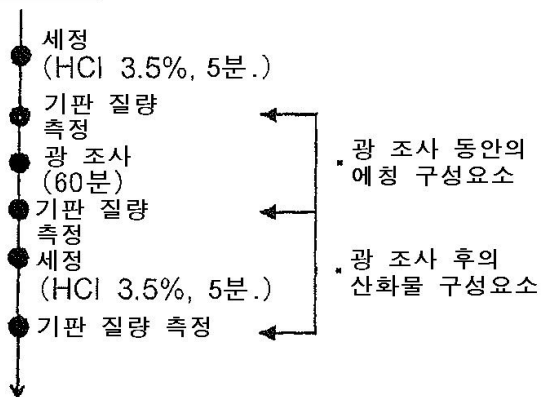 세정
(HCl 3.5%, 5분.)
기판 질량
측정
광 조사
(60분)
기판 질량
측정
세정
(HCl 3.5%, 5분.)
기판 질량 측정
• 광 조사 동안의
에칭 구성요소
• 광 조사 후의
산화물 구성요소